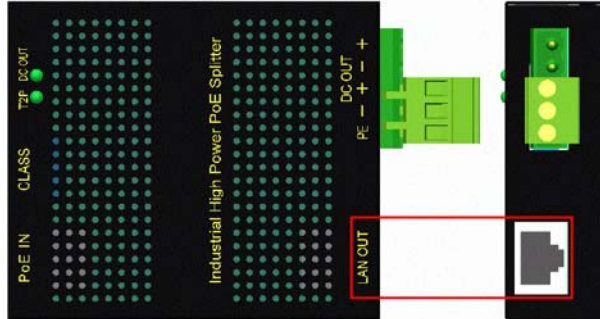 DC OUT
T2P
CLASS
PoE IN
Industrial High Power PoE Splitter
DC OUT
PE − + − +
LAN OUT